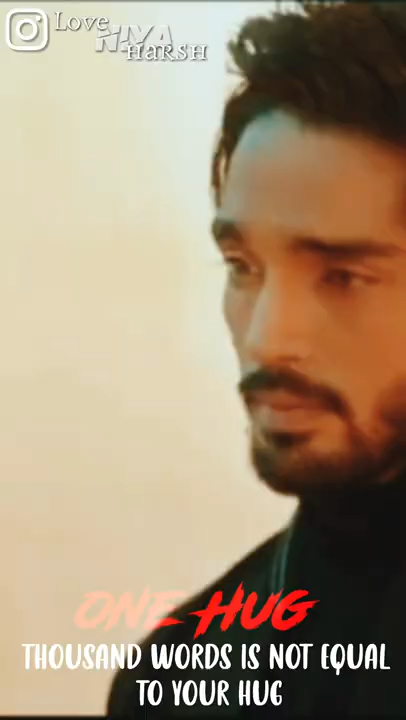 Love
NIYA
HARSH
ONE HUG
THOUSAND WORDS IS NOT EQUAL
TO YOUR HUG